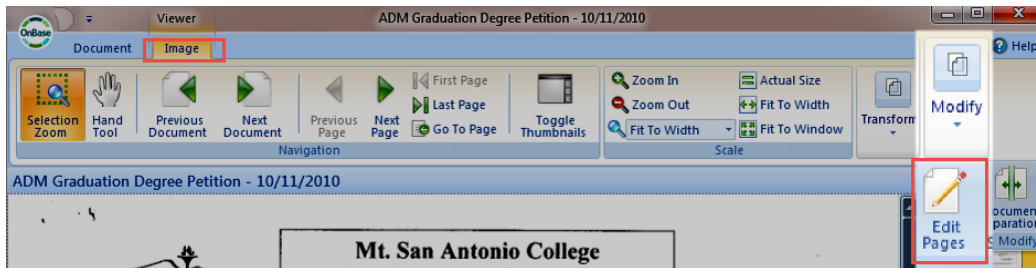 Viewer
ADM Graduation Degree Petition - 10/11/2010
OnBase
Document
Image
Help
Selection Zoom
Hand Tool
Previous Document
Next Document
Previous Page
Next Page
First Page
Last Page
Go To Page
Toggle Thumbnails
Navigation
Zoom In
Zoom Out
Fit To Width
Actual Size
Fit To Width
Fit To Window
Scale
Transform
Modify
ADM Graduation Degree Petition - 10/11/2010
Edit Pages
Modify
Mt. San Antonio College